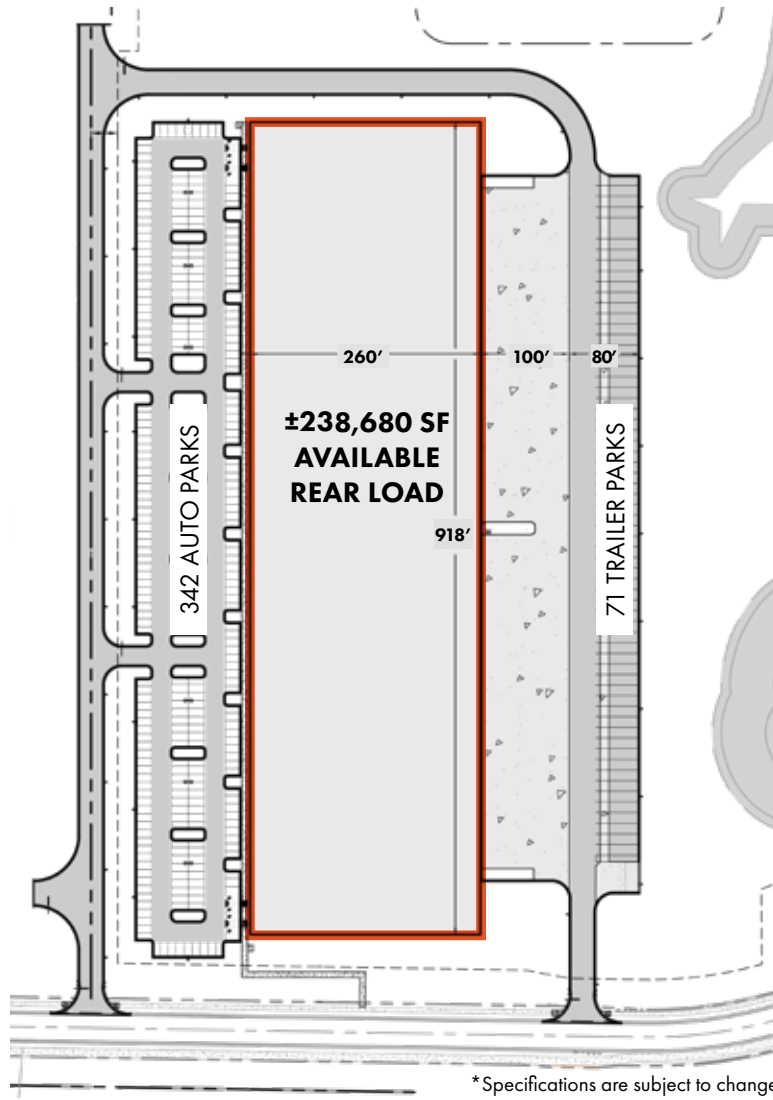 260′
100′
80′
±238,680 SF
AVAILABLE
REAR LOAD
342 AUTO PARKS
71 TRAILER PARKS
918′
*Specifications are subject to change